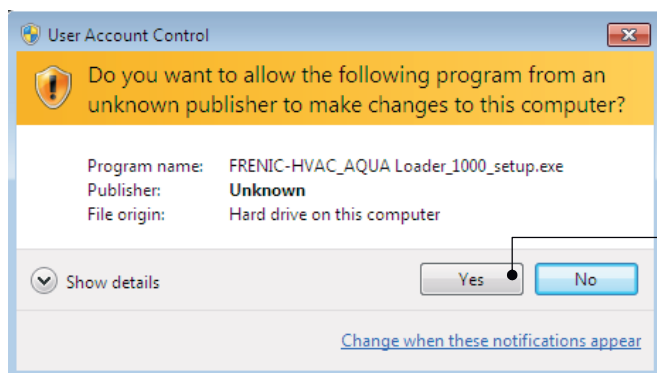 User Account Control
Do you want to allow the following program from an
unknown publisher to make changes to this computer?
Program name: FRENIC-HVAC_AQUA Loader_1000_setup.exe
Publisher: Unknown
File origin: Hard drive on this computer
Show details
Yes
No
Change when these notifications appear